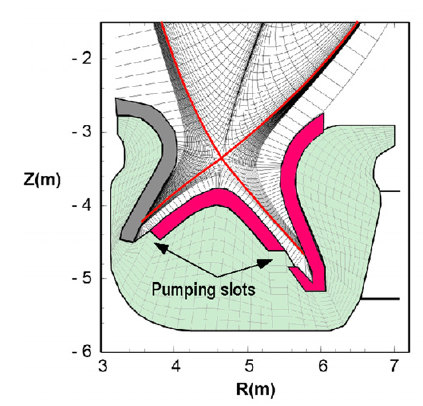 - 2
- 3
Z(m)
- 4
- 5
Pumping slots
- 6
3 4 5 6 7
R(m)